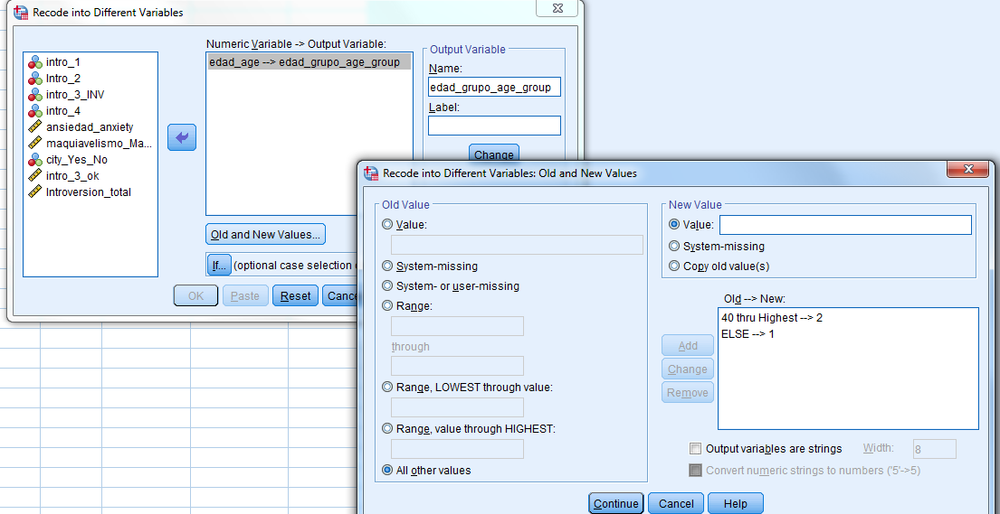 Recode into Different Variables
Numeric Variable -> Output Variable:
intro_1
Intro_2
intro_3_INV
intro_4
ansiedad_anxiety
maquiavelismo_Ma...
city_Yes_No
intro_3_ok
Introversion_total
edad_age --> edad_grupo_age_group
Output Variable
Name:
edad_grupo_age_group
Label:
Change
Old and New Values...
If... (optional case selection
OK Paste Reset Cance
Recode into Different Variables: Old and New Values
Old Value
Value:
System-missing
System- or user-missing
Range:
through
Range, LOWEST through value:
Range, value through HIGHEST:
All other values
New Value
Value:
System-missing
Copy old value(s)
Old --> New:
40 thru Highest --> 2
ELSE --> 1
Add
Change
Remove
Output variables are strings Width: 8
Convert numeric strings to numbers ('5'->5)
Continue Cancel Help